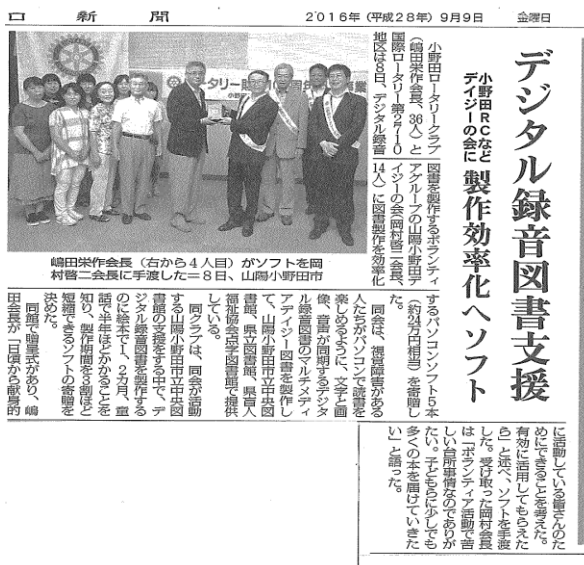 口 新 聞
2016年(平成28年)9月9日 金曜日
デジタル録音図書支援
小野田RCなど
デイジーの会に
製作効率化へソフト
小野田ロータリークラブ
(嶋田栄作会長、36人)と
国際ロータリー第2710
地区は8日、デジタル録音
図書を製作するボランティ
アグループの山陽小野田デ
イジーの会(岡村啓二会長、
14人)に図書製作を効率化
するパソコンソフト5本
(約24万円相当)を寄贈し
た。
同会は、視覚障害がある
人たちがパソコンで読書を
楽しめるように、文字と画
像、音声が同期するデジタ
ル録音図書のマルチメディ
アデイジー図書を製作し
て、山陽小野田市立中央図
書館、県立図書館、県盲人
福祉協会点字図書館で提供
している。
同クラブは、同会が活動
する山陽小野田市立中央図
書館の支援をする中で、デ
ジタル録音図書を製作する
のに絵本で1、2カ月、童
話で半年ほどかかることを
知り、製作期間を3割ほど
短縮できるソフトの寄贈を
決めた。
同館で贈呈式があり、嶋
田会長が「日頃から献身的
に活動している皆さんのた
めにできることを考えた。
有効に活用してもらえた
ら」と述べ、ソフトを手渡
した。受け取った岡村会長
は「ボランティア活動で苦
しい台所事情なのでありが
たい。子どもらに少しでも
多くの本を届けていきた
い」と語った。
嶋田栄作会長(右から4人目)がソフトを岡
村啓二会長に手渡した=8日、山陽小野田市